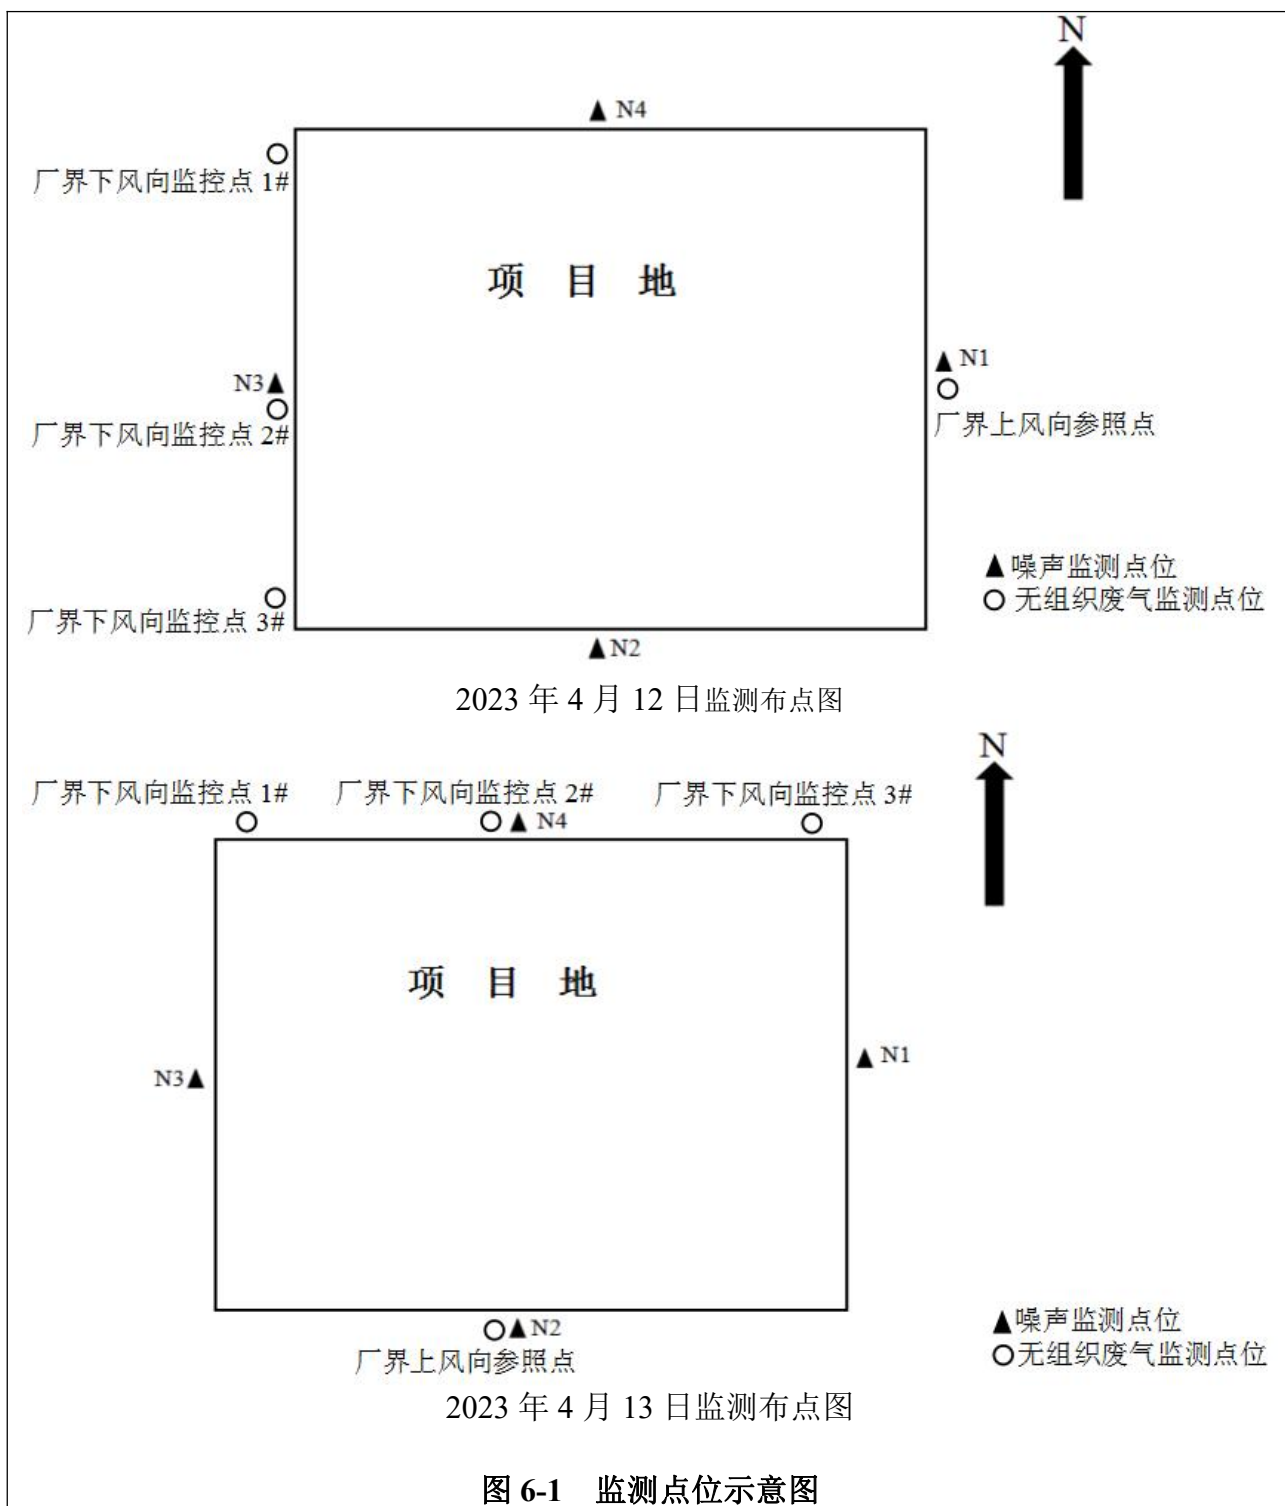 N
▲ N4
厂界下风向监控点 1#
项 目 地
▲ N1
N3▲
厂界下风向监控点 2#
厂界上风向参照点
▲噪声监测点位
○ 无组织废气监测点位
厂界下风向监控点 3#
▲N2
2023 年 4 月 12 日监测布点图
N
厂界下风向监控点 1# 厂界下风向监控点 2# 厂界下风向监控点 3#
○ ▲ N4
项 目 地
▲ N1
N3▲
○▲N2
厂界上风向参照点
▲噪声监测点位
○无组织废气监测点位
2023 年 4 月 13 日监测布点图
图 6-1 监测点位示意图